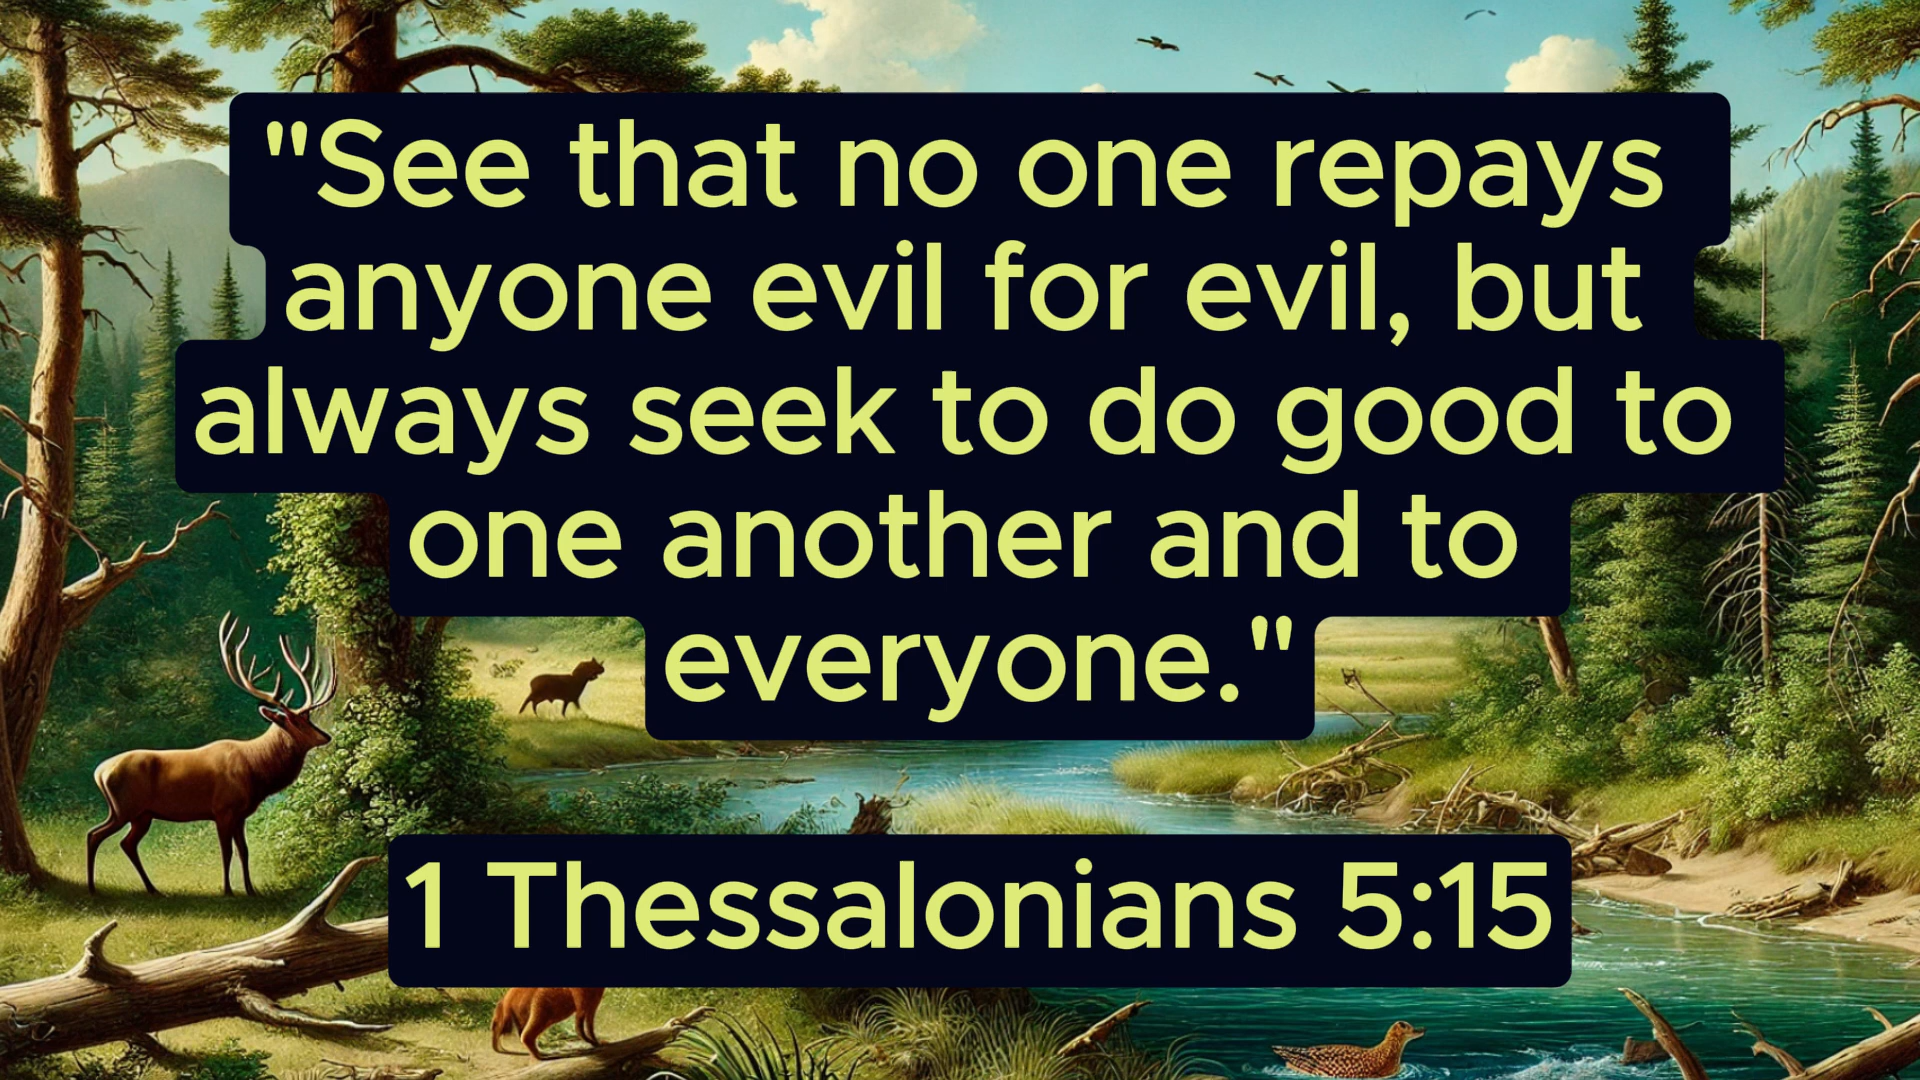 "See that no one repays
anyone evil for evil, but
always seek to do good to
one another and to
everyone."
1 Thessalonians 5:15